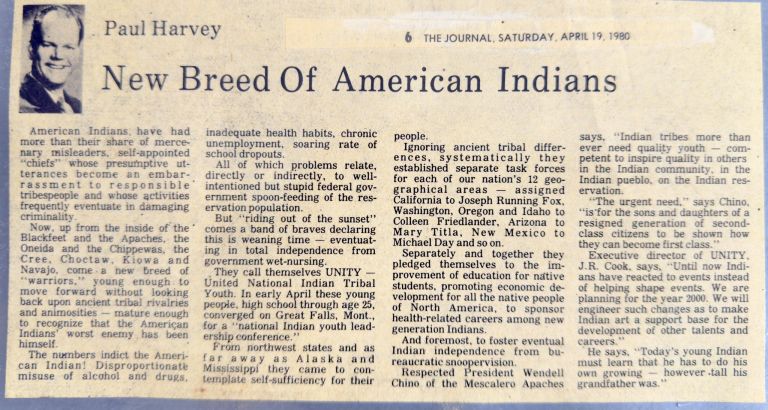 Paul Harvey
6 THE JOURNAL, SATURDAY, APRIL 19, 1980
New Breed Of American Indians
American Indians have had
more than their share of merce-
nary misleaders, self-appointed
"chiefs" whose presumptive ut-
terances become an embar-
rassment to responsible
tribespeople and whose activities
frequently eventuate in damaging
criminality.
Now, up from the inside of the
Blackfeet and the Apaches, the
Oneida and the Chippewas, the
Cree, Choctaw, Kiowa and
Navajo, come a new breed of
"warriors," young enough to
move forward without looking
back upon ancient tribal rivalries
and animosities — mature enough
to recognize that the American
Indians' worst enemy has been
himself.
The numbers indict the Ameri-
can Indian! Disproportionate
misuse of alcohol and drugs,
inadequate health habits, chronic
unemployment, soaring rate of
school dropouts.
All of which problems relate,
directly or indirectly, to well-
intentioned but stupid federal gov-
ernment spoon-feeding of the res-
ervation population.
But "riding out of the sunset"
comes a band of braves declaring
this is weaning time — eventuat-
ing in total independence from
government wet-nursing.
They call themselves UNITY —
United National Indian Tribal
Youth. In early April these young
people, high school through age 25,
converged on Great Falls, Mont.,
for a "national Indian youth lead-
ership conference."
From northwest states and as
far away as Alaska and
Mississippi they came to con-
template self-sufficiency for their
people.
Ignoring ancient tribal differ-
ences, systematically they
established separate task forces
for each of our nation's 12 geo-
graphical areas — assigned
California to Joseph Running Fox,
Washington, Oregon and Idaho to
Colleen Friedlander, Arizona to
Mary Titla, New Mexico to
Michael Day and so on.
Separately and together they
pledged themselves to the im-
provement of education for native
students, promoting economic de-
velopment for all the native people
of North America, to sponsor
health-related careers among new
generation Indians.
And foremost, to foster eventual
Indian independence from bu-
reaucratic snoopervision.
Respected President Wendell
Chino of the Mescalero Apaches
says, "Indian tribes more than
ever need quality youth — com-
petent to inspire quality in others
in the Indian community, in the
Indian pueblo, on the Indian res-
ervation.
"The urgent need," says Chino,
"is for the sons and daughters of a
resigned generation of second-
class citizens to be shown how
they can become first class."
Executive director of UNITY,
J.R. Cook, says, "Until now Indi-
ans have reacted to events instead
of helping shape events. We are
planning for the year 2000. We will
engineer such changes as to make
Indian art a support base for the
development of other talents and
careers."
He says, "Today's young Indian
must learn that he has to do his
own growing — however tall his
grandfather was."